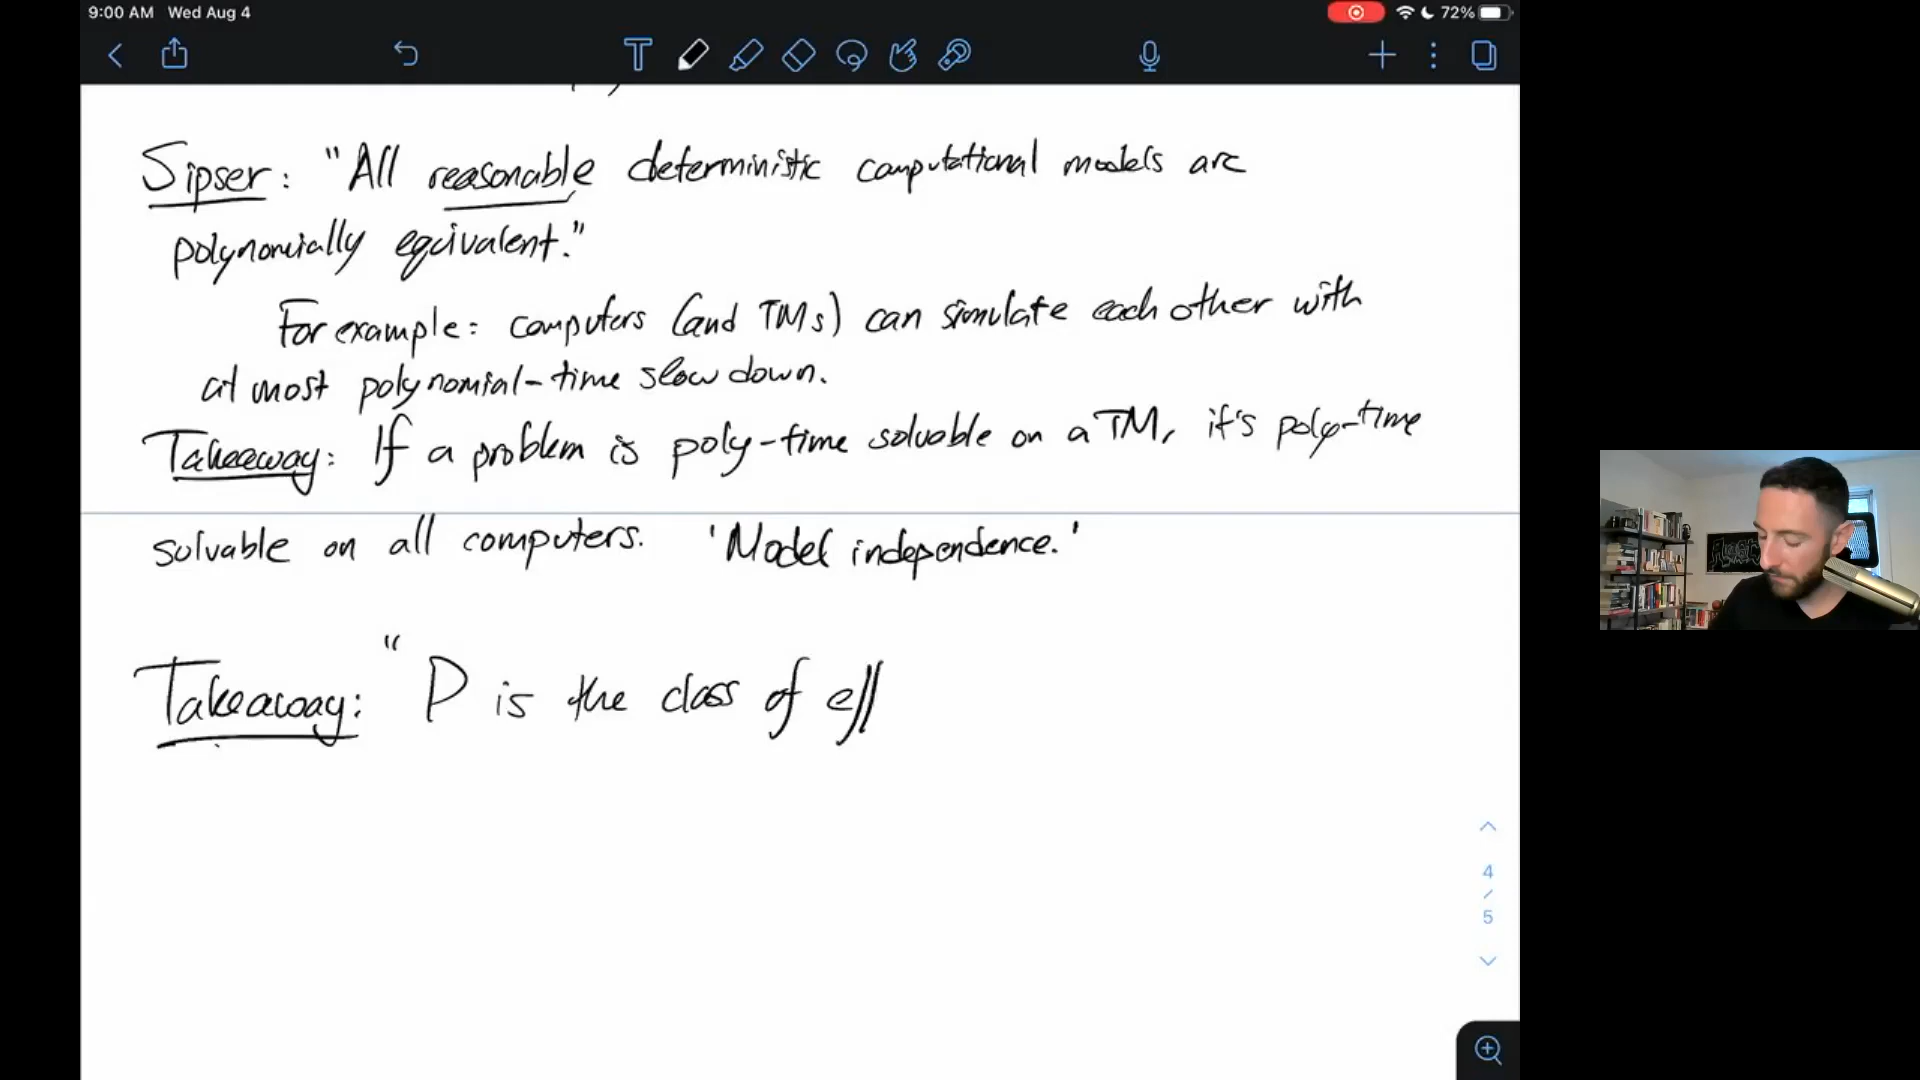 9:00 AM Wed Aug 4
72%
Sipser: "All reasonable deterministic computational models are
polynomially equivalent."
For example: computers (and TMs) can simulate each other with
at most polynomial-time slow down.
Takeaway: If a problem is poly-time solvable on a TM, it's poly-time
solvable on all computers. 'Model independence.'
Takeaway: " P is the class of eff
4
/
5